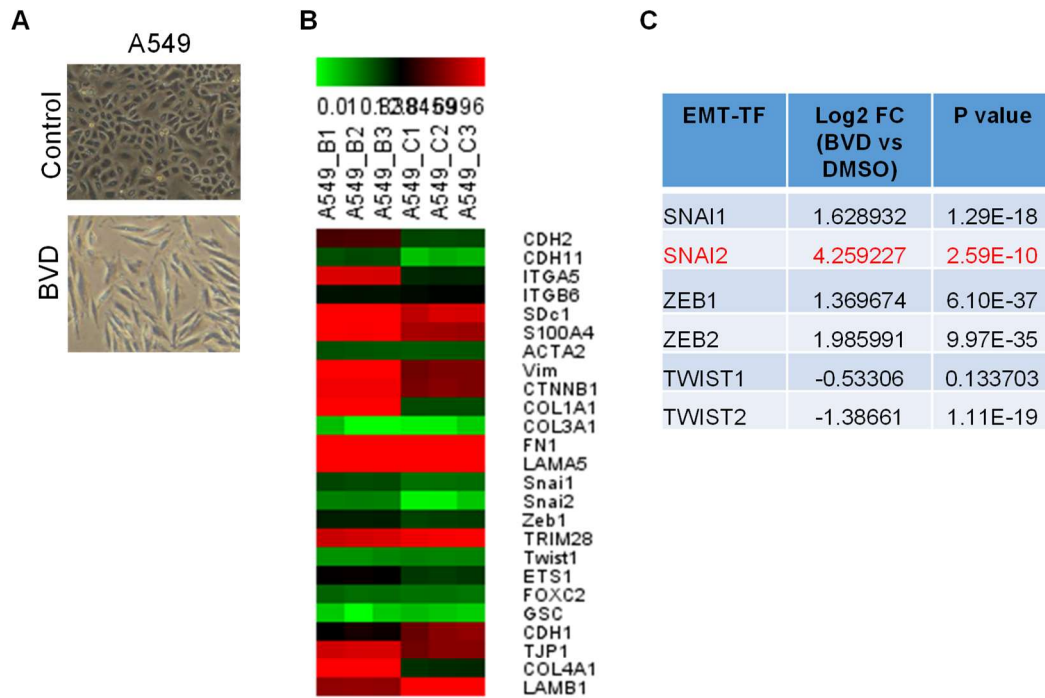 A
A549
Control
BVD
B
A549_B1
A549_B2
A549_B3
A549_C1
A549_C2
A549_C3
CDH2
CDH11
ITGA5
ITGB6
SDc1
S100A4
ACTA2
Vim
CTNNB1
COL1A1
COL3A1
FN1
LAMA5
Snai1
Snai2
Zeb1
TRIM28
Twist1
ETS1
FOXC2
GSC
CDH1
TJP1
COL4A1
LAMB1
C
EMT-TF Log2 FC P value
(BVD vs
DMSO)
SNAI1 1.628932 1.29E-18
SNAI2 4.259227 2.59E-10
ZEB1 1.369674 6.10E-37
ZEB2 1.985991 9.97E-35
TWIST1 -0.53306 0.133703
TWIST2 -1.38661 1.11E-19